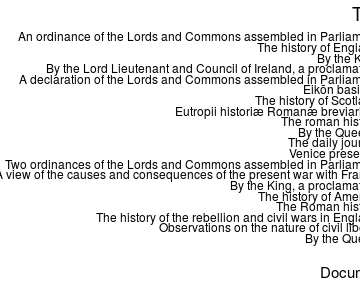 T
An ordinance of the Lords and Commons assembled in Parliam
The history of Engla
By the K
By the Lord Lieutenant and Council of Ireland, a proclama
A declaration of the Lords and Commons assembled in Parliam
Eikōn basi
The history of Scotla
Eutropii historiæ Romanæ breviari
The roman hist
By the Quee
The daily jour
Venice prese
Two ordinances of the Lords and Commons assembled in Parliam
A view of the causes and consequences of the present war with Fran
By the King, a proclama
The history of Amer
The Roman hist
The history of the rebellion and civil wars in Engla
Observations on the nature of civil libe
By the Que
Docum